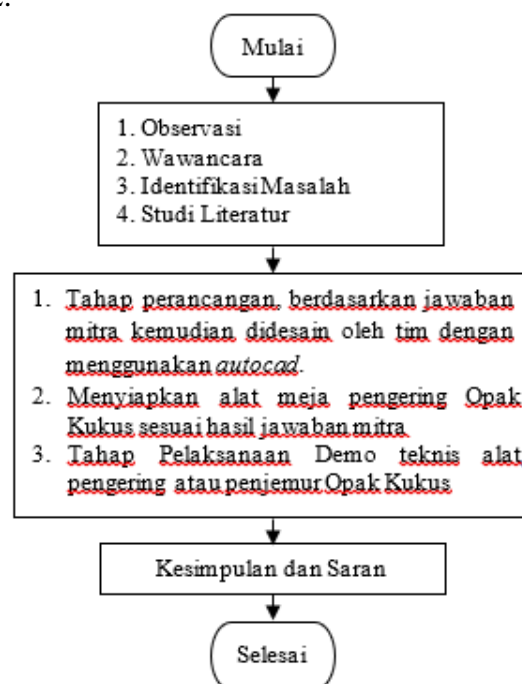 Mulai
1. Observasi
2. Wawancara
3. Identifikasi Masalah
4. Studi Literatur
1. Tahap perancangan, berdasarkan jawaban
mitra kemudian didesain oleh tim dengan
menggunakan autocad.
2. Menyiapkan alat meja pengering Opak
Kukus sesuai hasil jawaban mitra
3. Tahap Pelaksanaan Demo teknis alat
pengering atau penjemur Opak Kukus
Kesimpulan dan Saran
Selesai